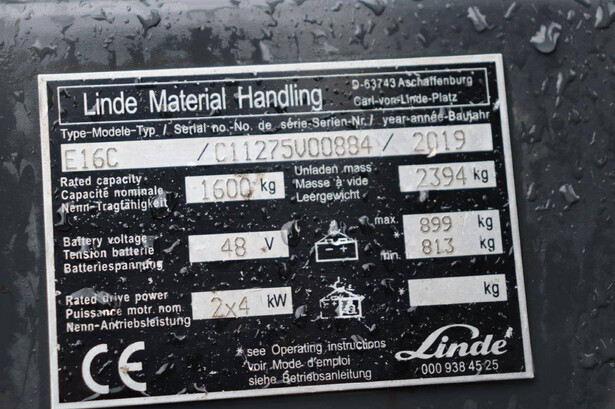 Linde Material Handling
D-63743 Aschaffenburg
Carl-von-Linde-Platz
Type-Modele-Typ / Serial no.-No. de série-Serien-Nr./ year-année-Baujahr
E16C / C11275V00884 / 2019
Rated capacity
Capacité nominale
Nenn-Tragfähigkeit
1600 kg
Unladen mass
Masse à vide
Leergewicht
2394 kg
Battery voltage
Tension batterie
Batteriespannung
48 V
max. 899 kg
* min. 813 kg
Rated drive power
Puissance motr. nom
Nenn-Antriebsleistung
2x4 kW
kg
CE
*see Operating instructions
voir Mode d'emploi
siehe Betriebsanleitung
Linde
000 938 45 25